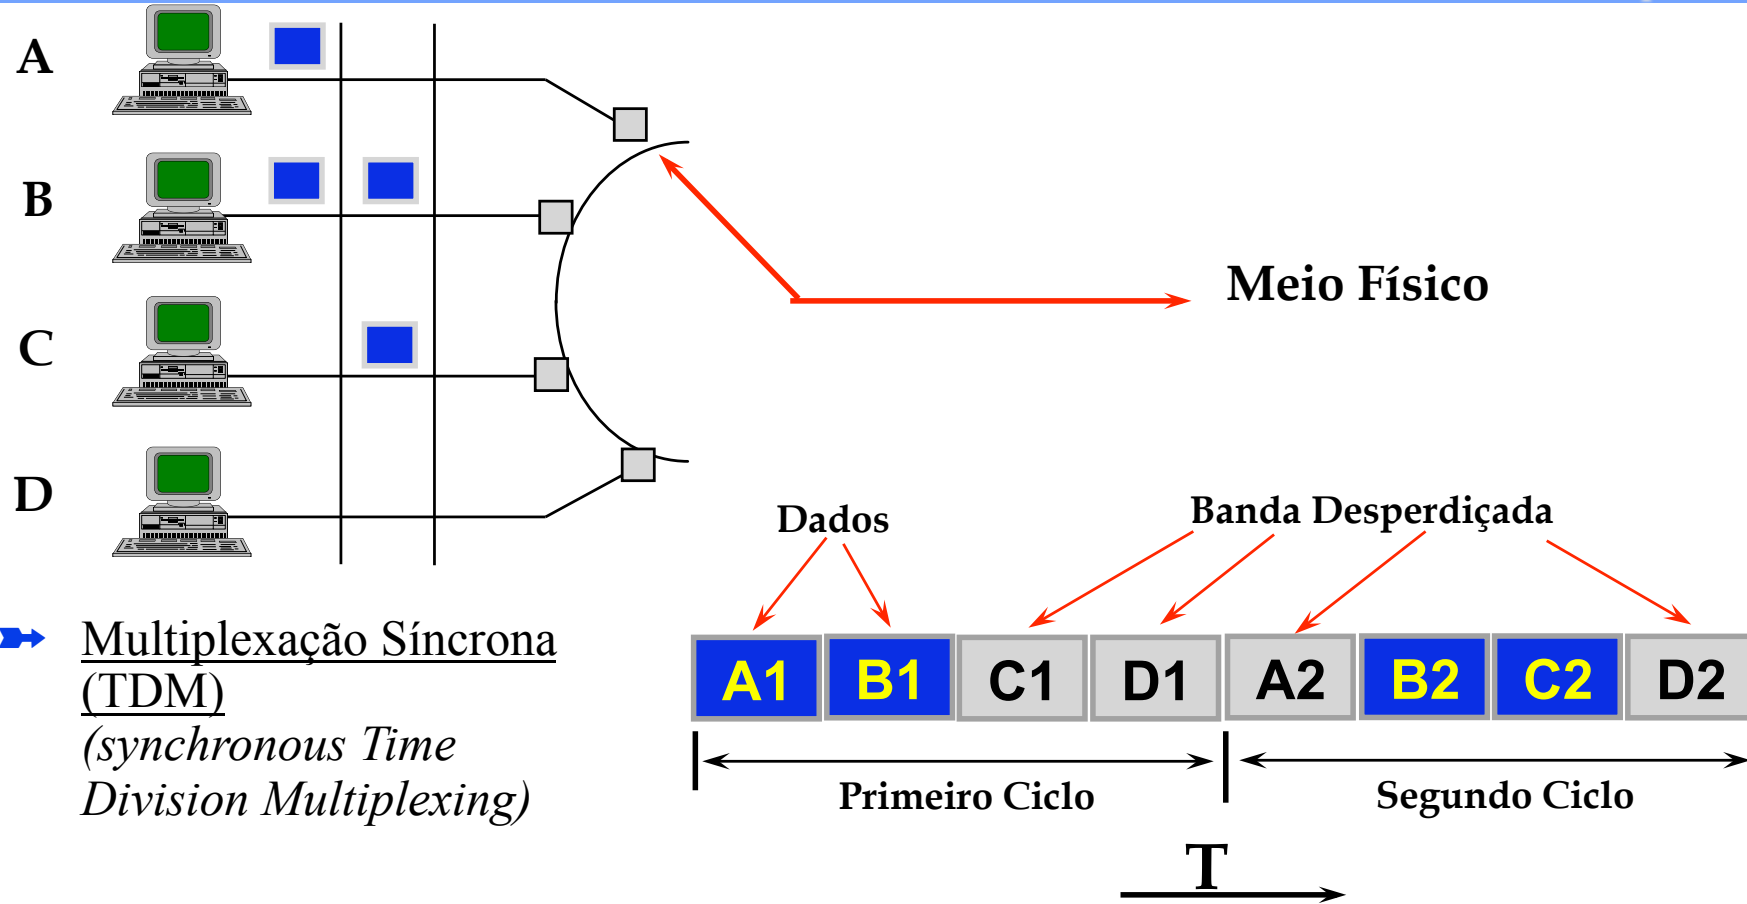 A
B
C
D
Meio Físico
Dados
Banda Desperdiçada
Multiplexação Síncrona
(TDM)
(synchronous Time
Division Multiplexing)
A1 B1 C1 D1 A2 B2 C2 D2
Primeiro Ciclo
Segundo Ciclo
T